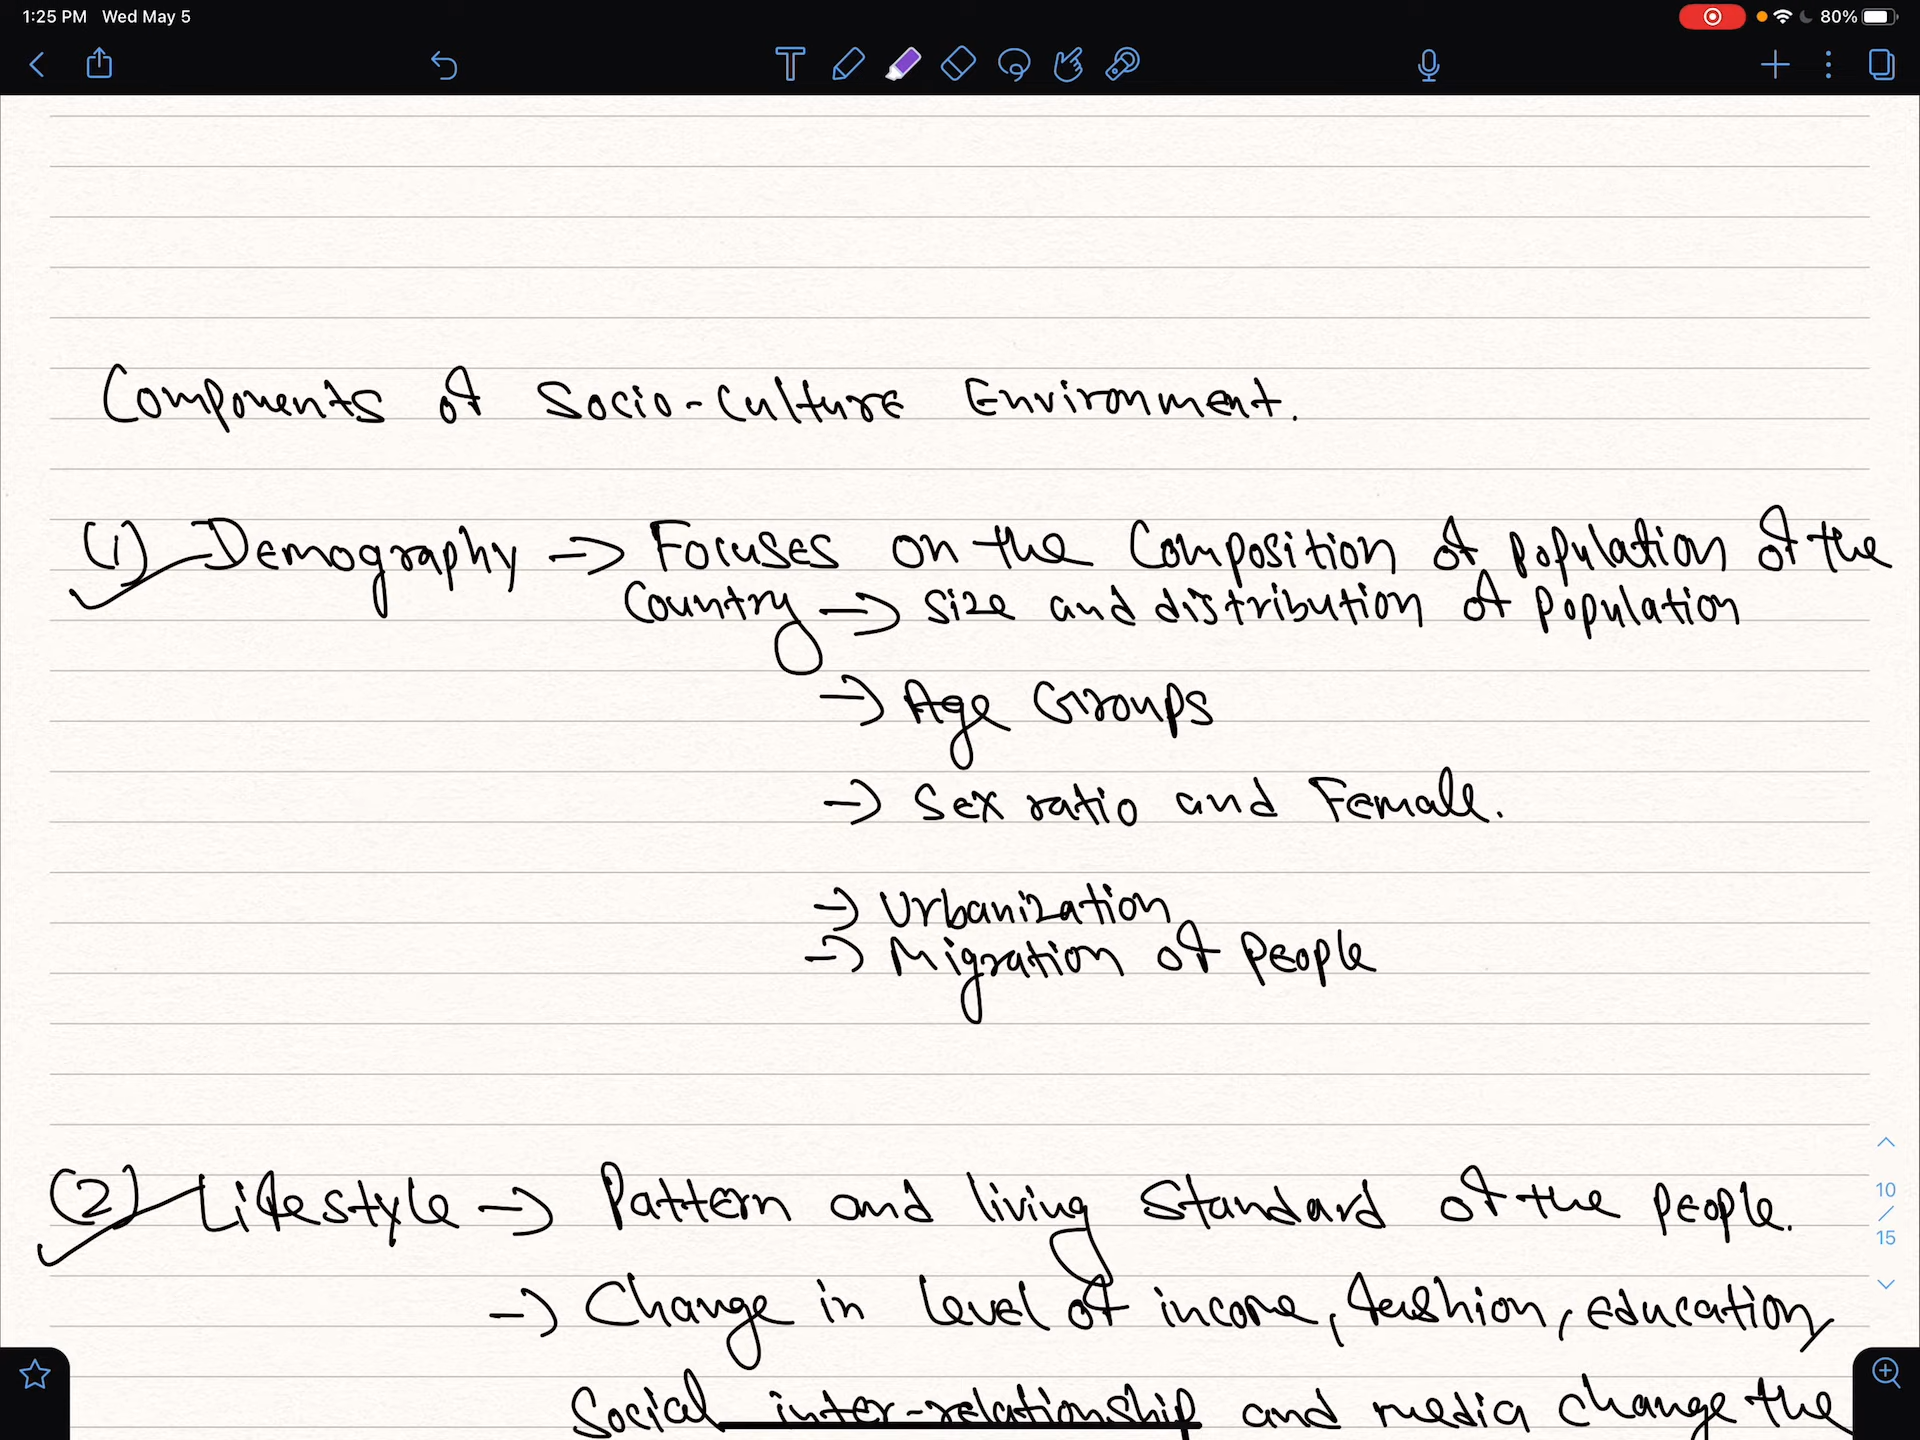 1:25 PM Wed May 5
80%
Components of Socio-Culture Environment.
(1) Demography → Focuses on the Composition of population of the
Country → Size and distribution of population
→ Age Groups
→ Sex ratio and Female.
→ Urbanization
→ Migration of people
(2) Lifestyle → Pattern and living Standard of the people.
→ Change in level of income, fashion, education,
Social inter-relationship and media change the
10
/
15